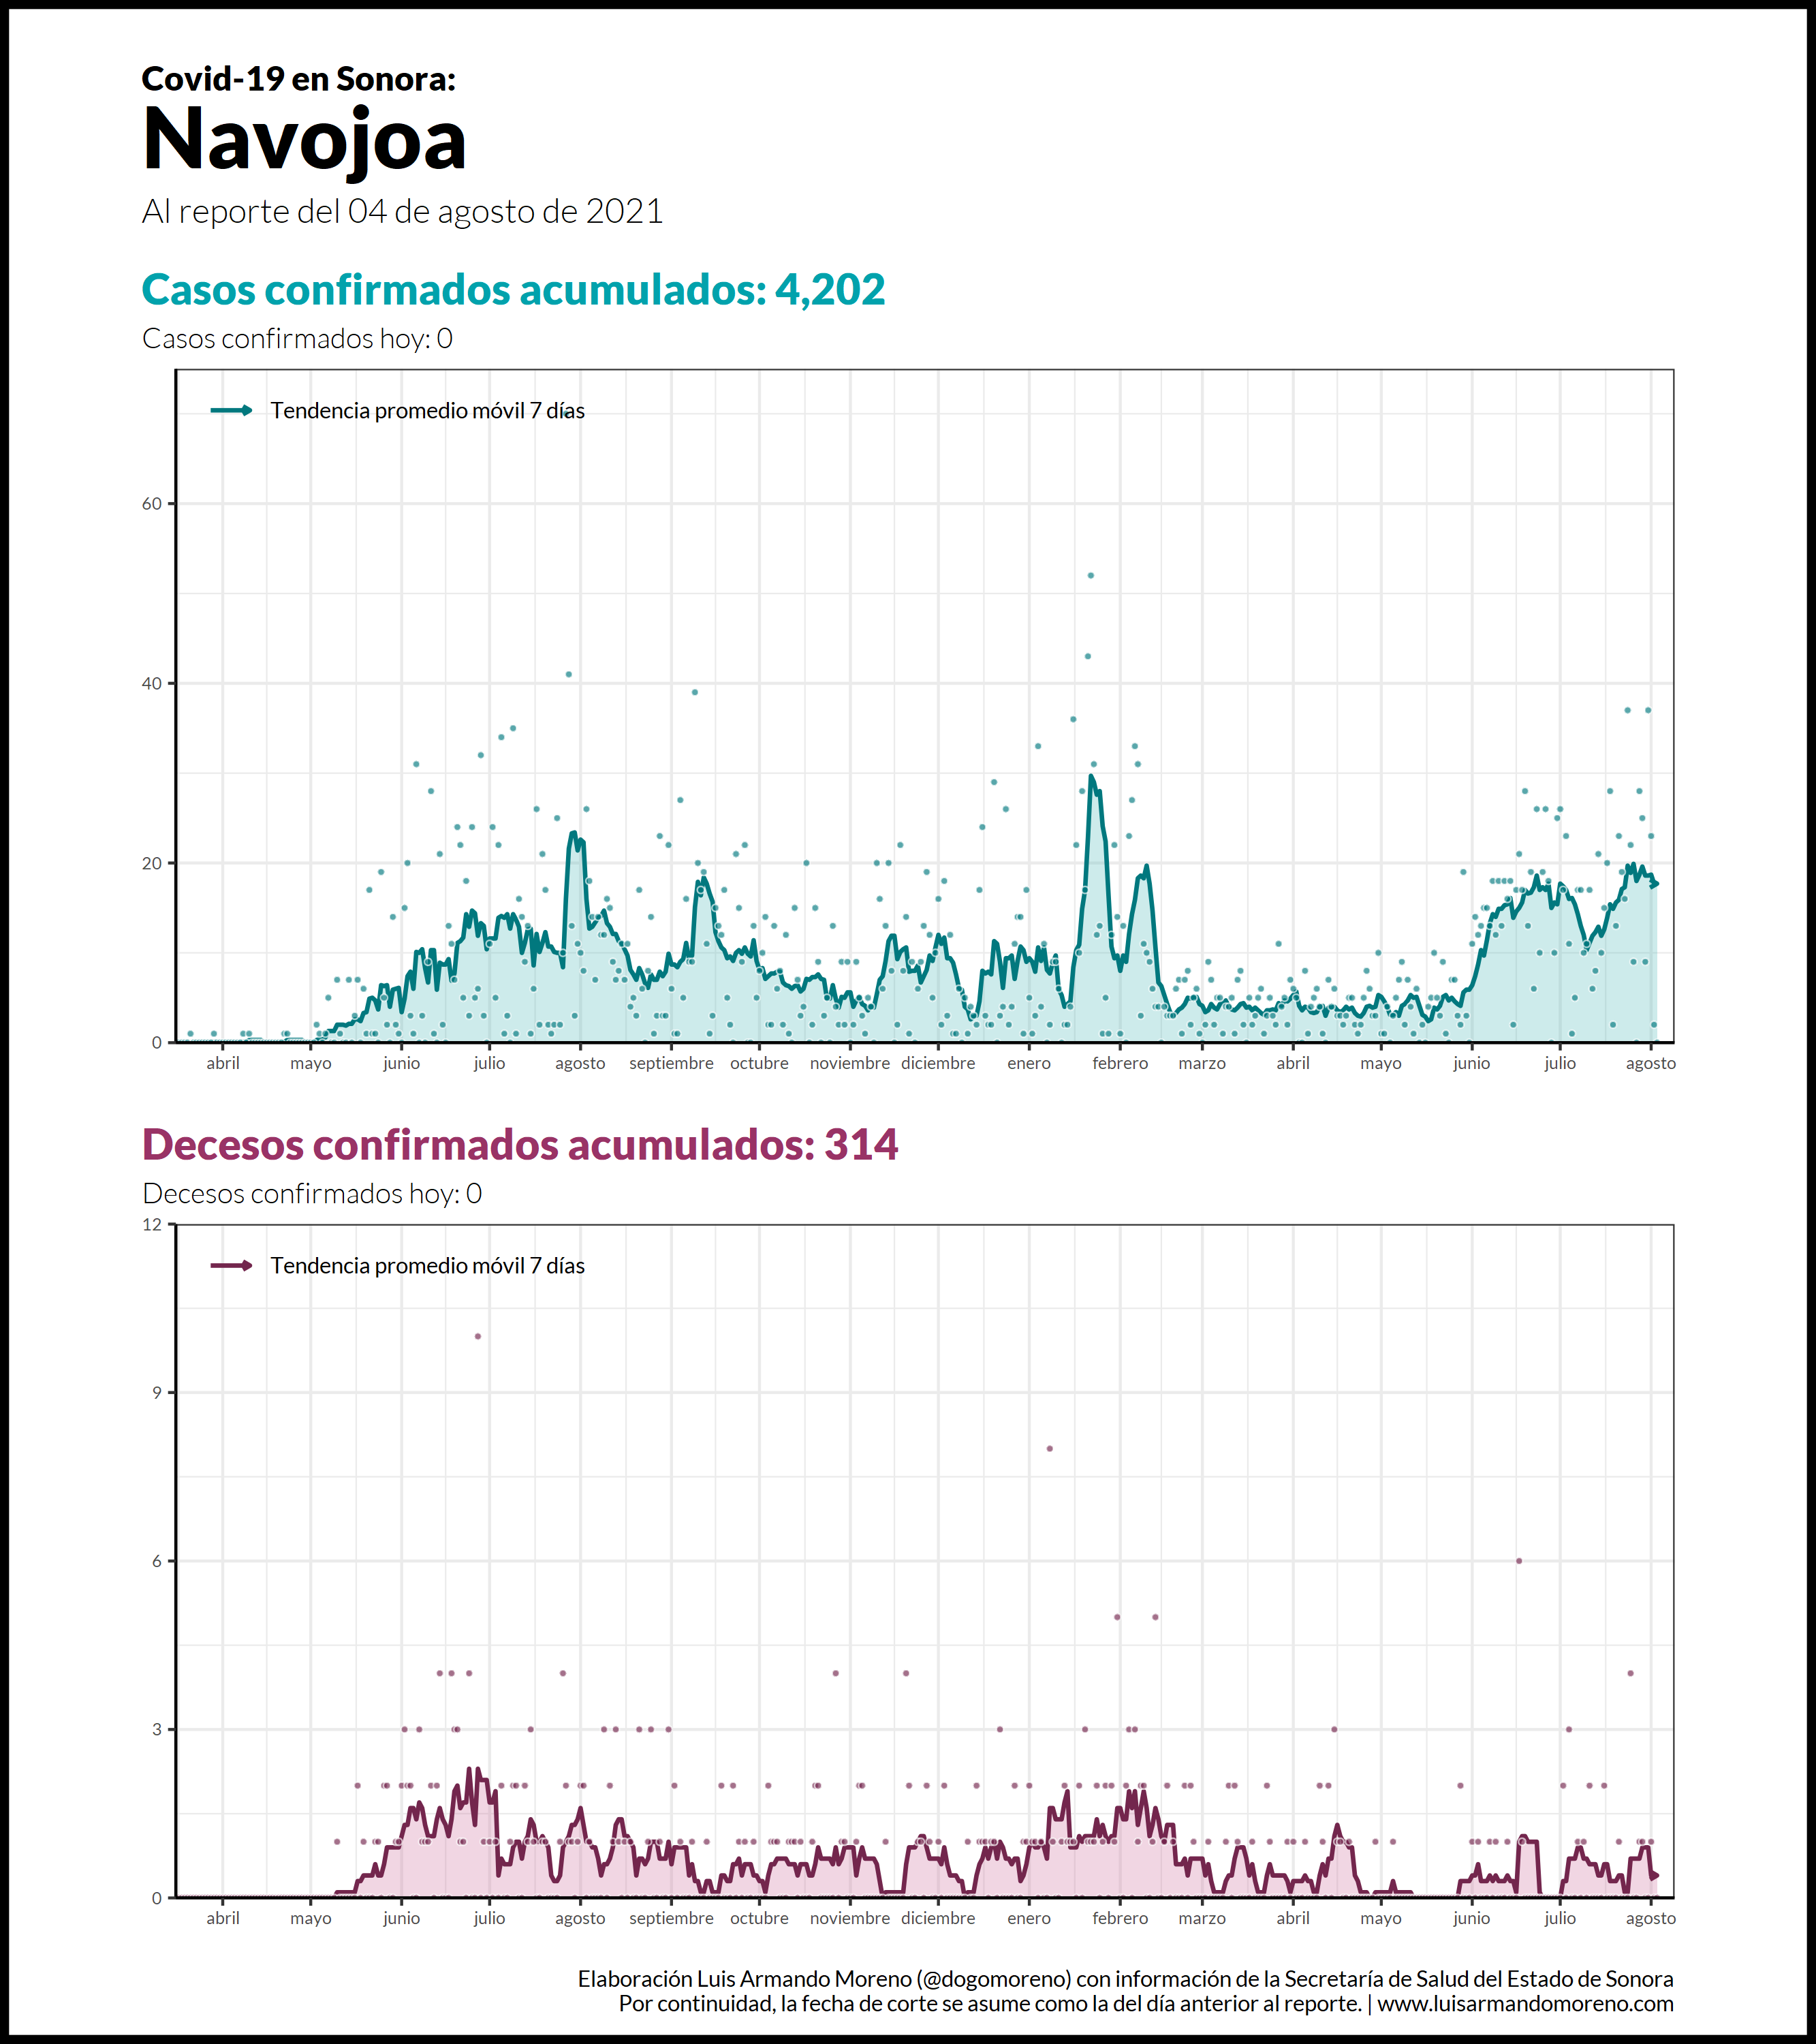 Covid-19 en Sonora:
Navojoa
Al reporte del 04 de agosto de 2021
Casos confirmados acumulados: 4,202
Casos confirmados hoy: 0
Tendencia promedio móvil 7 días
60
40
20
0
abril mayo junio julio agosto septiembre octubre noviembre diciembre enero febrero marzo abril mayo junio julio agosto
Decesos confirmados acumulados: 314
Decesos confirmados hoy: 0
12
Tendencia promedio móvil 7 días
9
6
3
0
abril mayo junio julio agosto septiembre octubre noviembre diciembre enero febrero marzo abril mayo junio julio agosto
Elaboración Luis Armando Moreno (@dogomoreno) con información de la Secretaría de Salud del Estado de Sonora
Por continuidad, la fecha de corte se asume como la del día anterior al reporte. | www.luisarmandomoreno.com